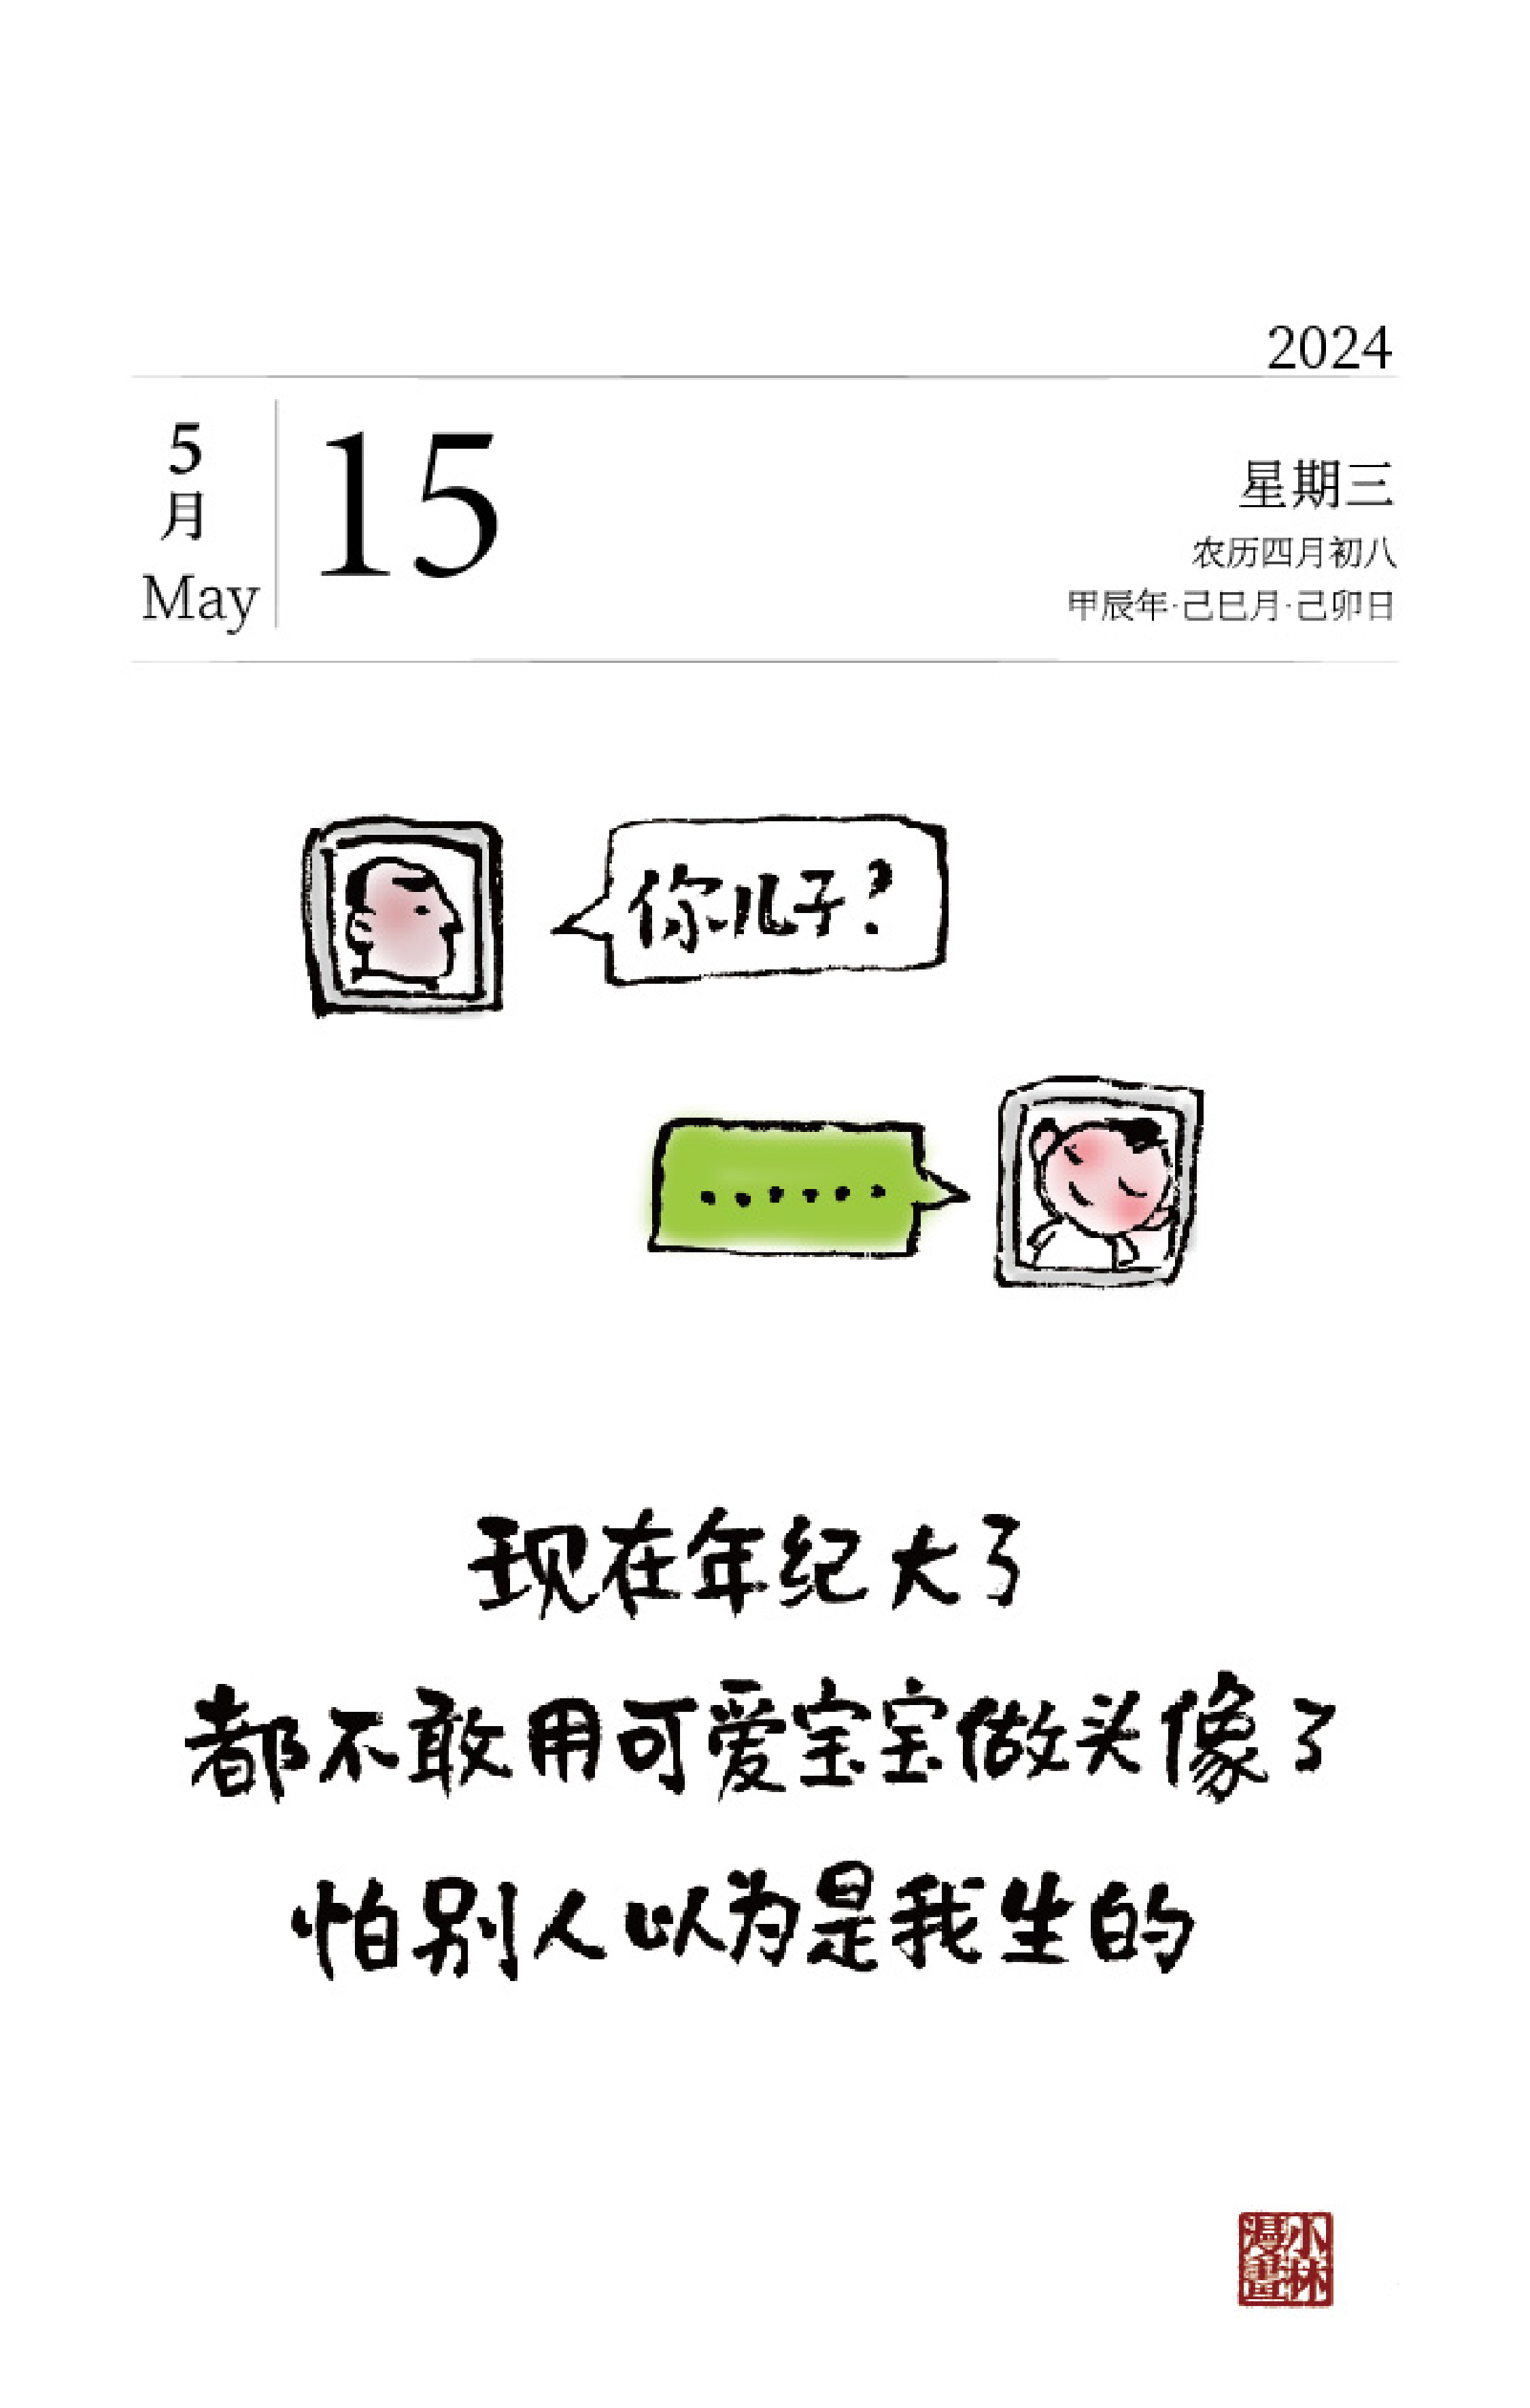 2024
5
月
May
15
星期三
农历四月初八
甲辰年·己巳月·己卯日
你儿子?
……
现在年纪大了
都不敢用可爱宝宝做头像了
怕别人以为是我生的
小林
漫畫